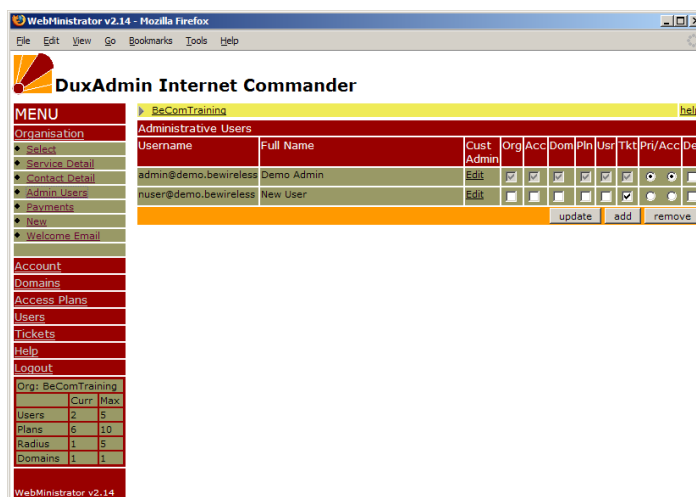 WebMinistrator v2.14 - Mozilla Firefox
File Edit View Go Bookmarks Tools Help
DuxAdmin Internet Commander
MENU
Organisation
Select
Service Detail
Contact Detail
Admin Users
Payments
New
Welcome Email
Account
Domains
Access Plans
Users
Tickets
Help
Logout
Org: BeComTraining
Curr Max
Users 2 5
Plans 6 10
Radius 1 5
Domains 1 1
WebMinistrator v2.14
BeComTraining help
Administrative Users
Username Full Name Cust Admin Org Acc Dom Pln Usr Tkt Pri/Acc De
admin@demo.bewireless Demo Admin Edit
nuser@demo.bewireless New User Edit
update add remove